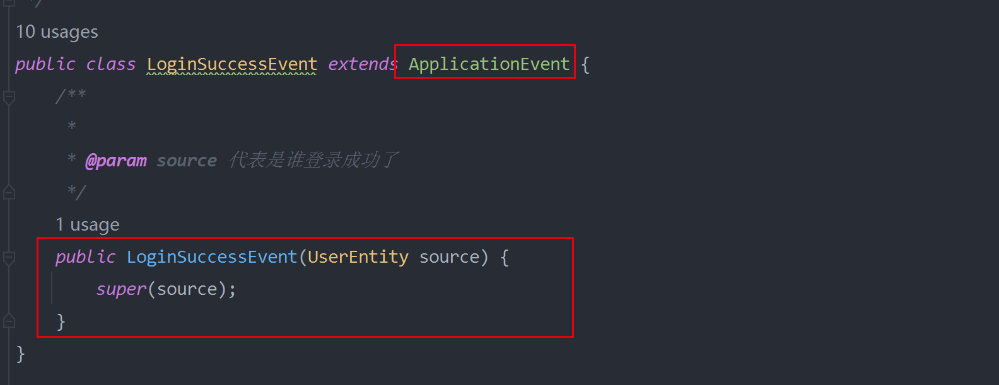 */
10 usages
public class LoginSuccessEvent extends ApplicationEvent {
/**
*
* @param source 代表是谁登录成功了
*/
1 usage
public LoginSuccessEvent(UserEntity source) {
super(source);
}
}